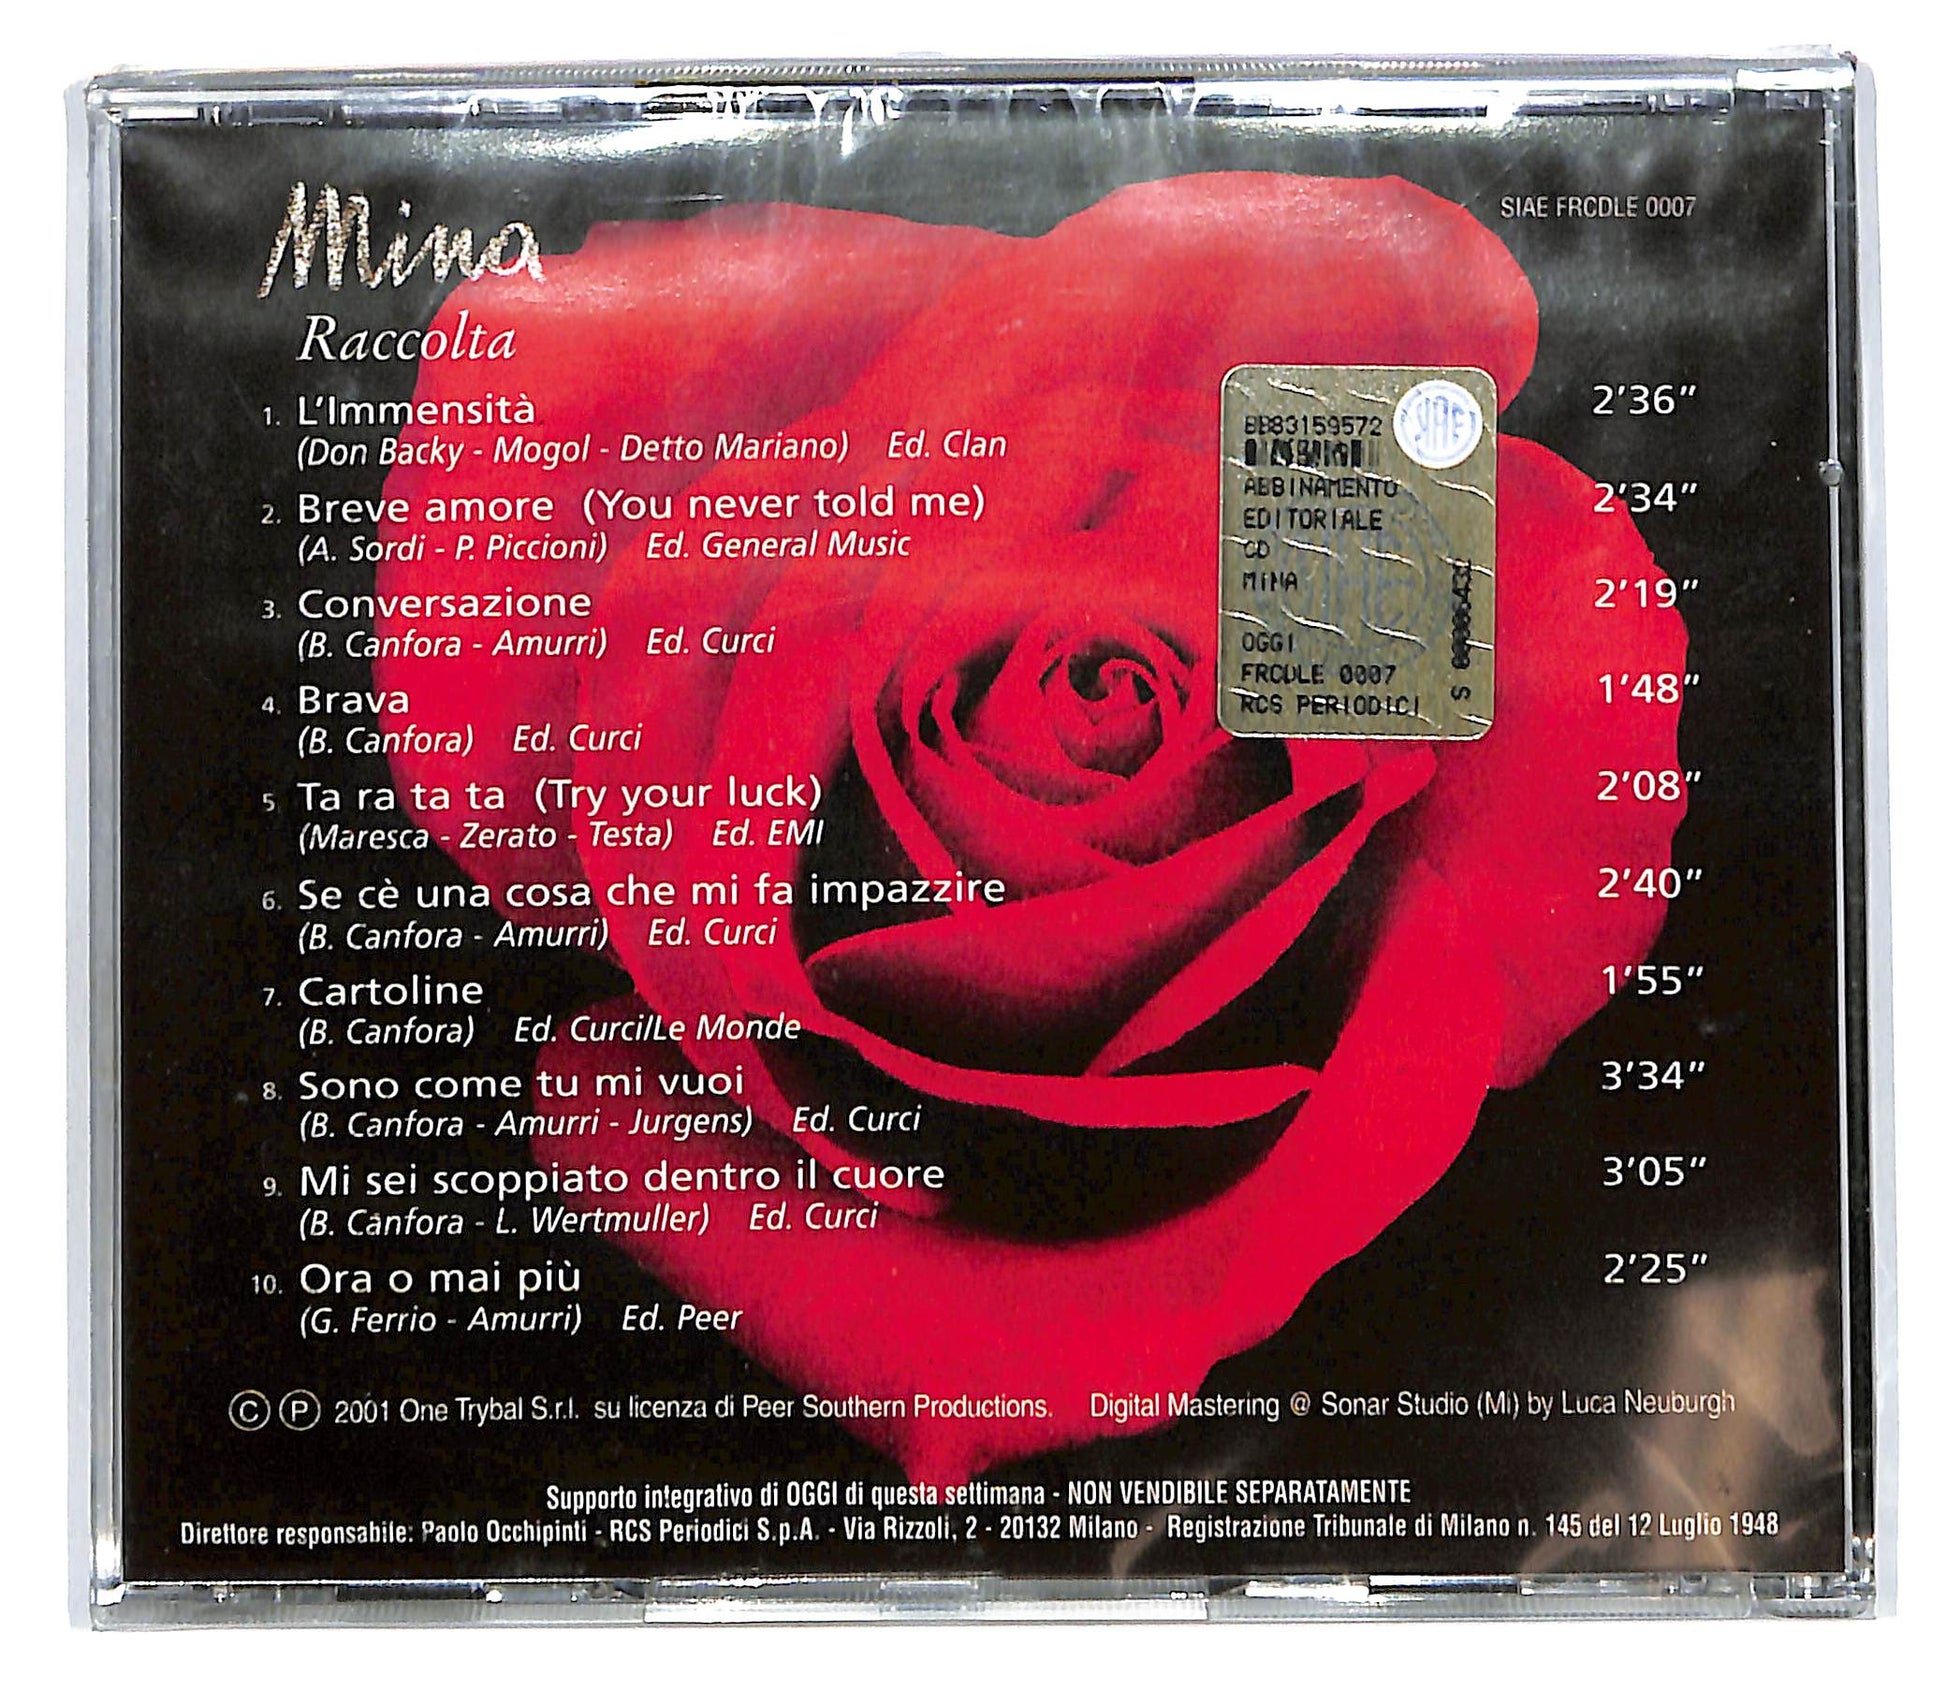 Mina
Raccolta
SIAE FRCDLE 0007
1. L'Immensità 2'36"
(Don Backy - Mogol - Detto Mariano) Ed. Clan
2. Breve amore (You never told me) 2'34"
(A. Sordi - P. Piccioni) Ed. General Music
3. Conversazione 2'19"
(B. Canfora - Amurri) Ed. Curci
4. Brava 1'48"
(B. Canfora) Ed. Curci
5 Ta ra ta ta (Try your luck) 2'08"
(Maresca - Zerato - Testa) Ed. EMI
6. Se cè una cosa che mi fa impazzire 2'40"
(B. Canfora - Amurri) Ed. Curci
7. Cartoline 1'55"
(B. Canfora) Ed. Curci/Le Monde
8. Sono come tu mi vuoi 3'34"
(B. Canfora - Amurri - Jurgens) Ed. Curci
9. Mi sei scoppiato dentro il cuore 3'05"
(B. Canfora - L. Wertmuller) Ed. Curci
10. Ora o mai più 2'25"
(G. Ferrio - Amurri) Ed. Peer
BB83159572
SIAE
ABBINAMENTO
EDITORIALE
CD
MINA
OGGI
FRCDLE 0007
RCS PERIODICI
© ℗ 2001 One Trybal S.r.l. su licenza di Peer Southern Productions. Digital Mastering @ Sonar Studio (Mi) by Luca Neuburgh
Supporto integrativo di OGGI di questa settimana - NON VENDIBILE SEPARATAMENTE
Direttore responsabile: Paolo Occhipinti - RCS Periodici S.p.A. - Via Rizzoli, 2 - 20132 Milano - Registrazione Tribunale di Milano n. 145 del 12 Luglio 1948